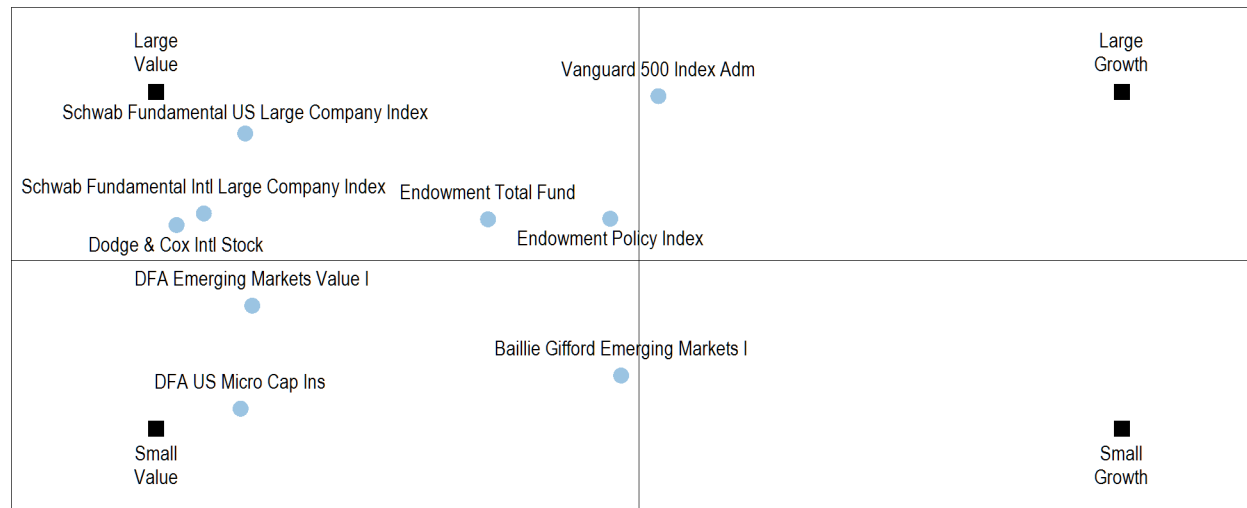 Large
Value
Large
Growth
Vanguard 500 Index Adm
Schwab Fundamental US Large Company Index
Schwab Fundamental Intl Large Company Index
Endowment Total Fund
Dodge & Cox Intl Stock
Endowment Policy Index
DFA Emerging Markets Value I
Baillie Gifford Emerging Markets I
DFA US Micro Cap Ins
Small
Value
Small
Growth